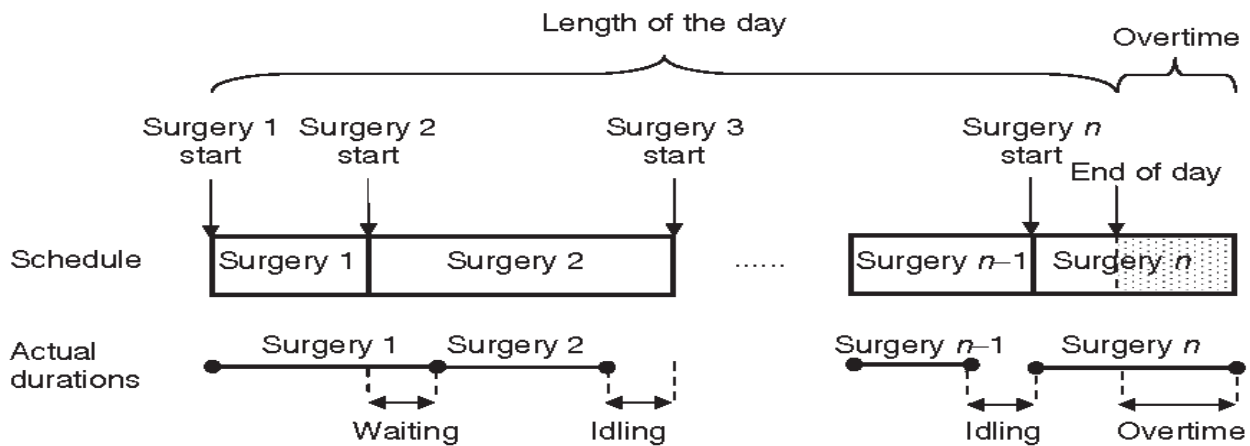 Length of the day
Overtime
Surgery 1 start
Surgery 2 start
Surgery 3 start
Surgery n start
End of day
Schedule
Surgery 1
Surgery 2
......
Surgery n–1
Surgery n
Actual durations
Surgery 1
Surgery 2
Surgery n–1
Surgery n
Waiting
Idling
Idling
Overtime